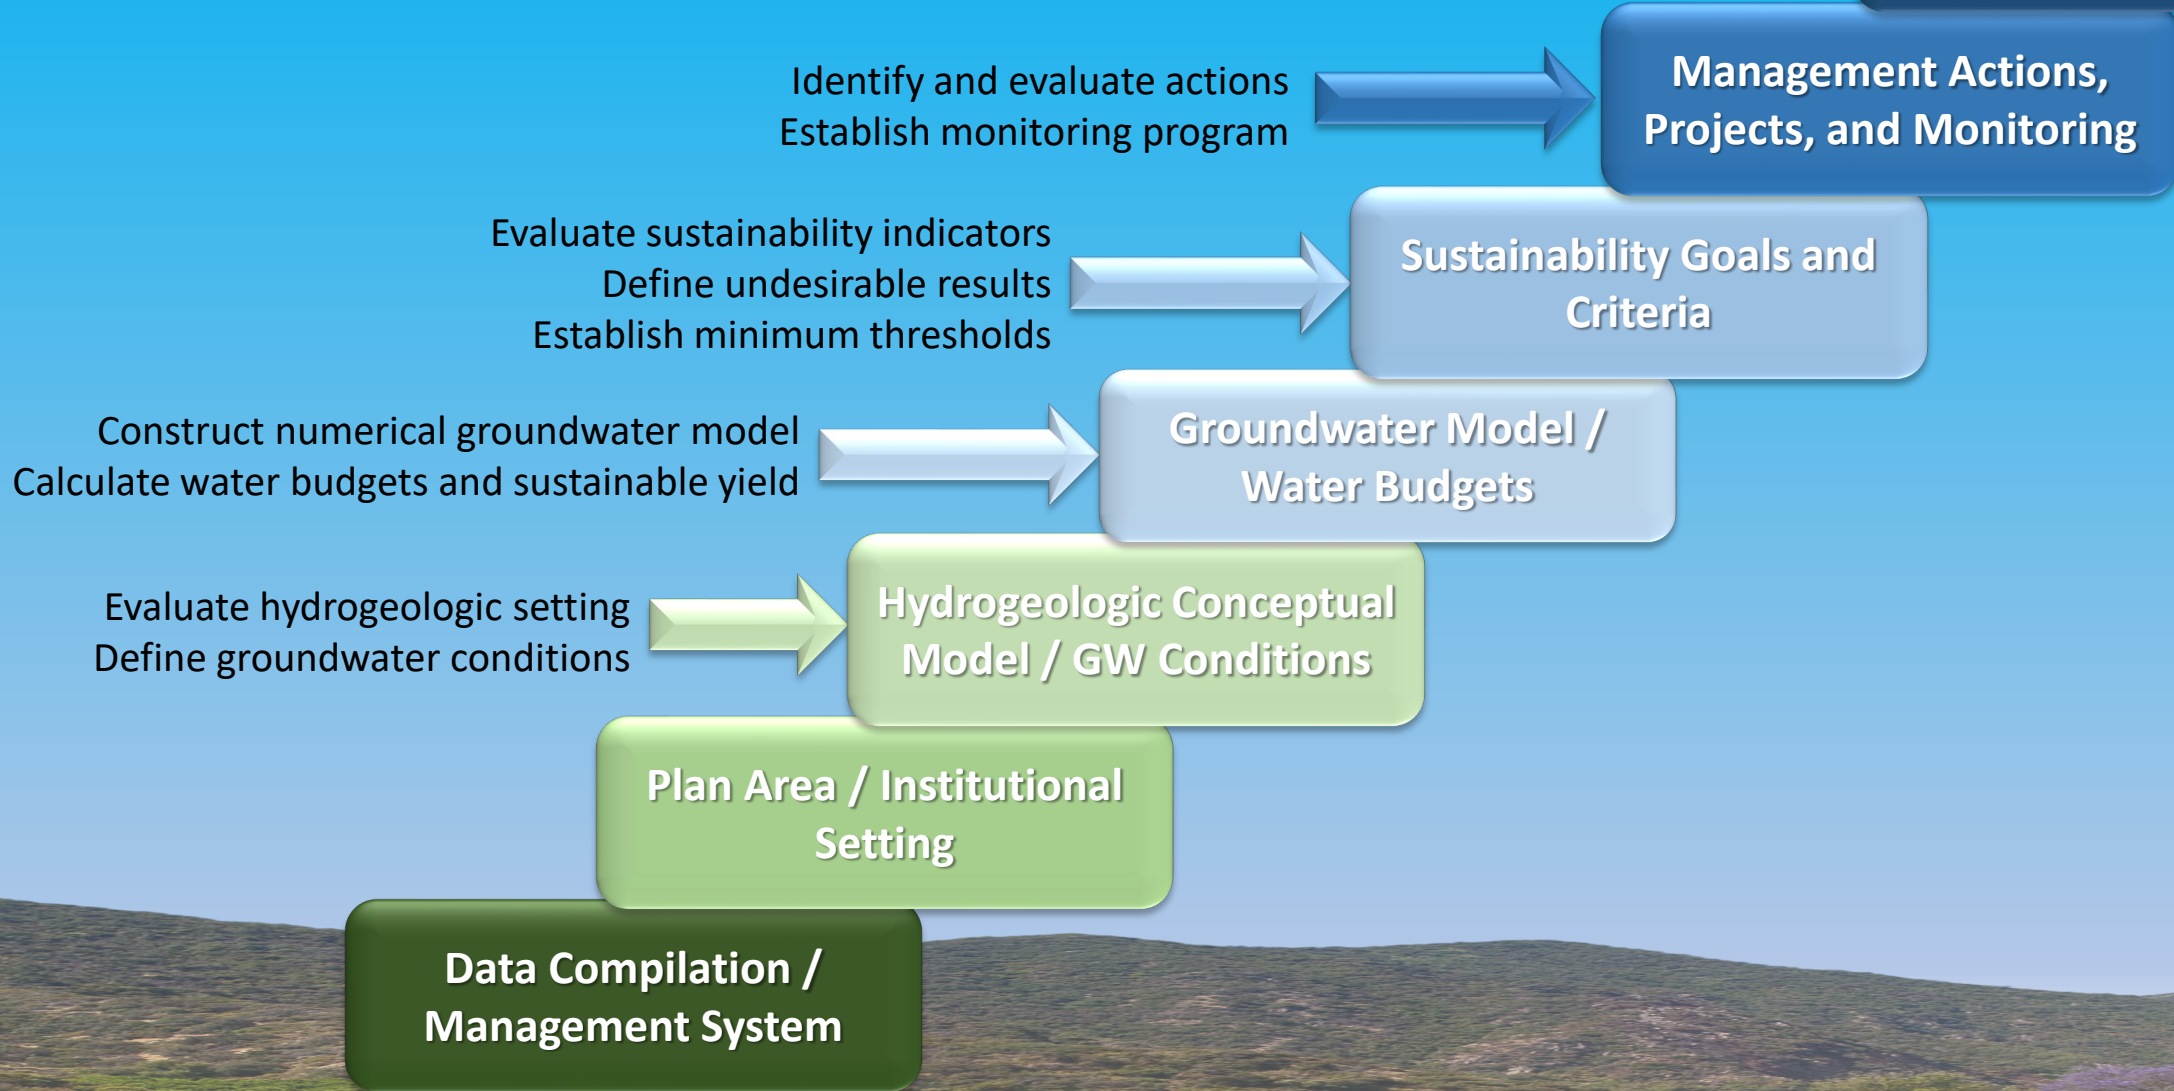 Identify and evaluate actions
Establish monitoring program
Management Actions,
Projects, and Monitoring
Evaluate sustainability indicators
Define undesirable results
Establish minimum thresholds
Sustainability Goals and
Criteria
Construct numerical groundwater model
Calculate water budgets and sustainable yield
Groundwater Model /
Water Budgets
Evaluate hydrogeologic setting
Define groundwater conditions
Hydrogeologic Conceptual
Model / GW Conditions
Plan Area / Institutional
Setting
Data Compilation /
Management System